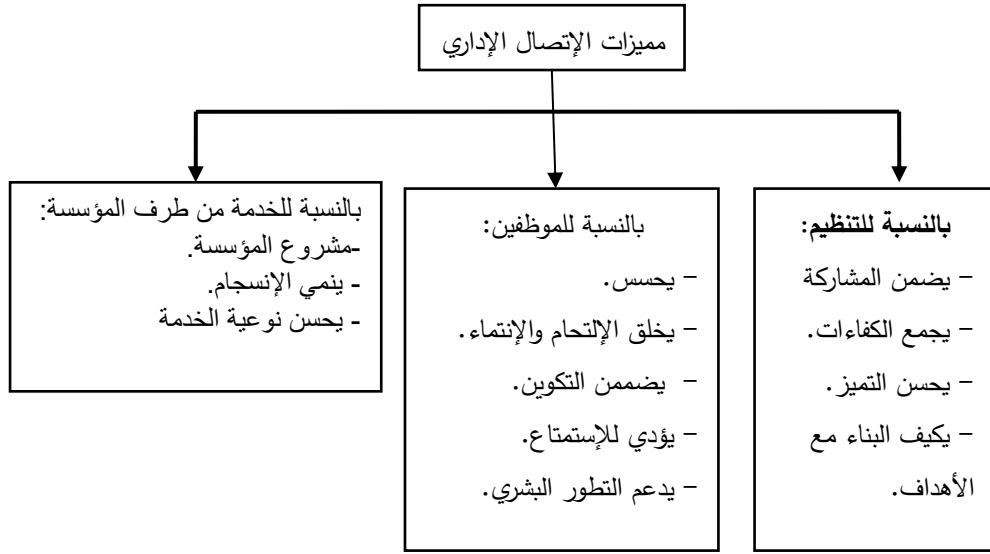 مميزات الإتصال الإداري
بالنسبة للتنظيم:
- يضمن المشاركة
- يجمع الكفاءات.
- يحسن التميز.
- يكيف البناء مع
الأهداف.
بالنسبة للموظفين:
- يحسس.
- يخلق الإلتحام والإنتماء.
- يضممن التكوين.
- يؤدي للإستمتاع.
- يدعم التطور البشري.
بالنسبة للخدمة من طرف المؤسسة:
-مشروع المؤسسة.
- ينمي الإنسجام.
- يحسن نوعية الخدمة